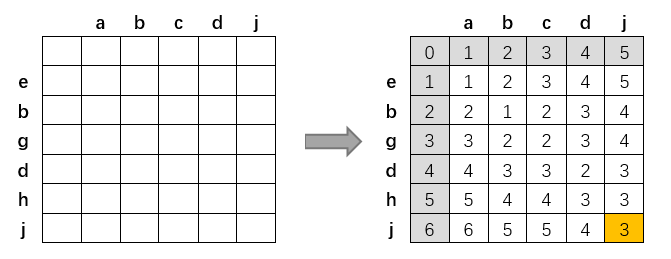 a b c d j
e
b
g
d
h
j
a b c d j
0 1 2 3 4 5
e 1 1 2 3 4 5
b 2 2 1 2 3 4
g 3 3 2 2 3 4
d 4 4 3 3 2 3
h 5 5 4 4 3 3
j 6 6 5 5 4 3